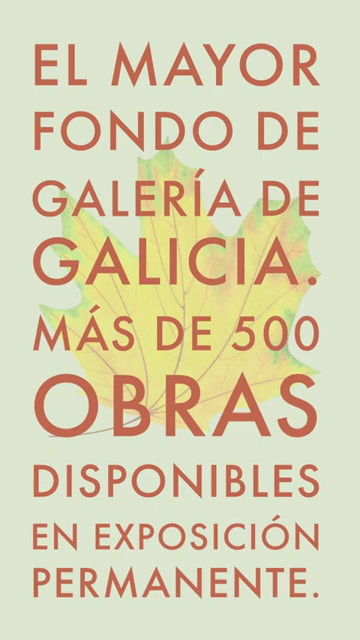 EL MAYOR
FONDO DE
GALERÍA DE
GALICIA.
MÁS DE 500
OBRAS
DISPONIBLES
EN EXPOSICIÓN
PERMANENTE.